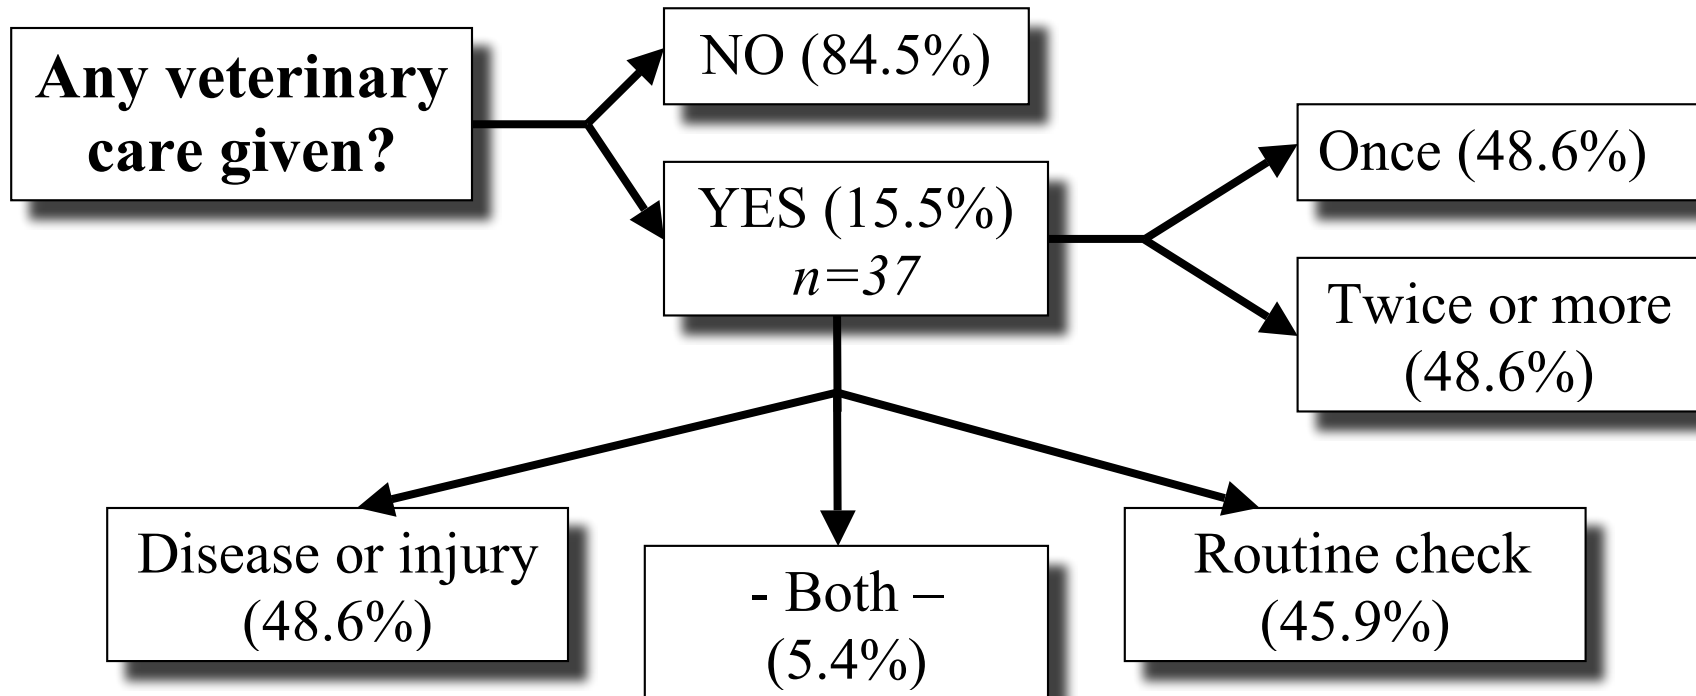 Any veterinary
care given?
NO (84.5%)
YES (15.5%)
n=37
Once (48.6%)
Twice or more
(48.6%)
Disease or injury
(48.6%)
- Both –
(5.4%)
Routine check
(45.9%)